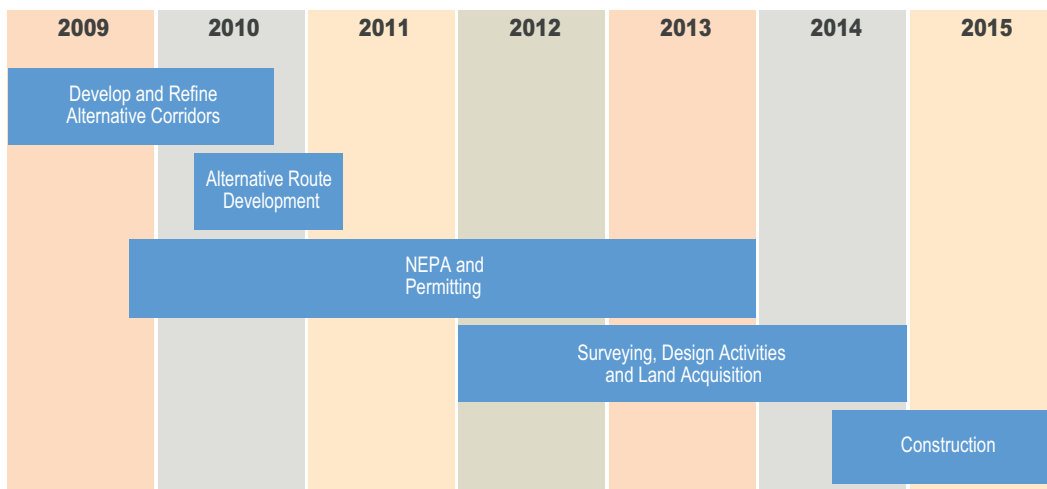 2009 2010 2011 2012 2013 2014 2015
Develop and Refine
Alternative Corridors
Alternative Route
Development
NEPA and
Permitting
Surveying, Design Activities
and Land Acquisition
Construction